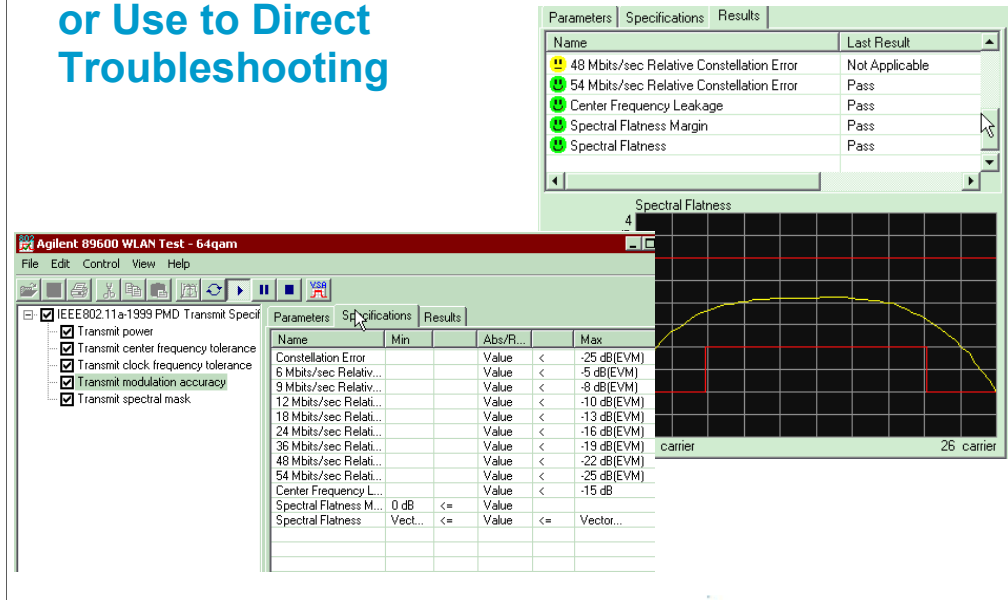 or Use to Direct
Troubleshooting
Parameters Specifications Results
Name Last Result
48 Mbits/sec Relative Constellation Error Not Applicable
54 Mbits/sec Relative Constellation Error Pass
Center Frequency Leakage Pass
Spectral Flatness Margin Pass
Spectral Flatness Pass
Spectral Flatness
4
carrier 26 carrier
Agilent 89600 WLAN Test - 64qam
File Edit Control View Help
VSA
IEEE802.11a-1999 PMD Transmit Specif
Transmit power
Transmit center frequency tolerance
Transmit clock frequency tolerance
Transmit modulation accuracy
Transmit spectral mask
Parameters Specifications Results
Name Min Abs/R... Max
Constellation Error Value < -25 dB(EVM)
6 Mbits/sec Relativ... Value < -5 dB(EVM)
9 Mbits/sec Relativ... Value < -8 dB(EVM)
12 Mbits/sec Relati... Value < -10 dB(EVM)
18 Mbits/sec Relati... Value < -13 dB(EVM)
24 Mbits/sec Relati... Value < -16 dB(EVM)
36 Mbits/sec Relati... Value < -19 dB(EVM)
48 Mbits/sec Relati... Value < -22 dB(EVM)
54 Mbits/sec Relati... Value < -25 dB(EVM)
Center Frequency L... Value < -15 dB
Spectral Flatness M... 0 dB <= Value
Spectral Flatness Vect... <= Value <= Vector...